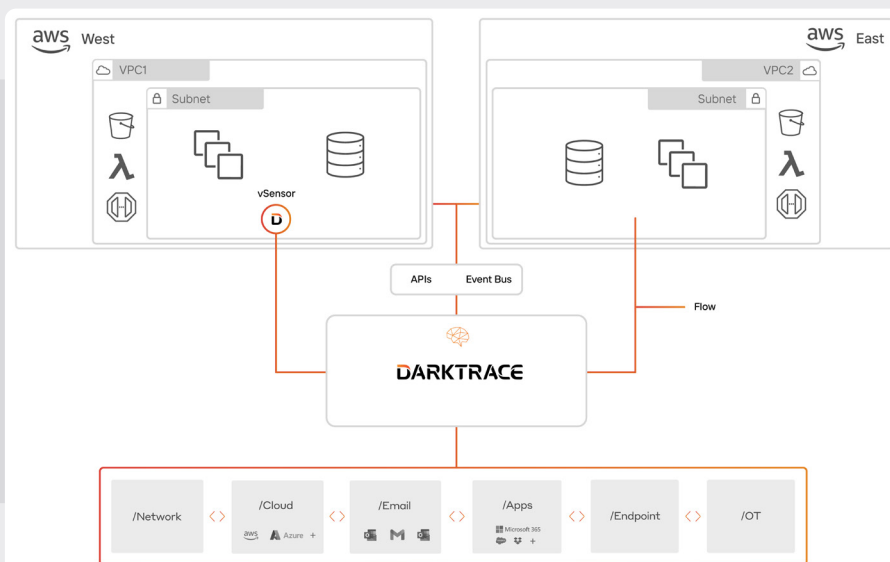 aws West
aws East
VPC1
VPC2
Subnet
Subnet
vSensor
D
APIs Event Bus
Flow
DARKTRACE
/Network
/Cloud
aws Azure +
/Email
/Apps
Microsoft 365
+
/Endpoint
/OT